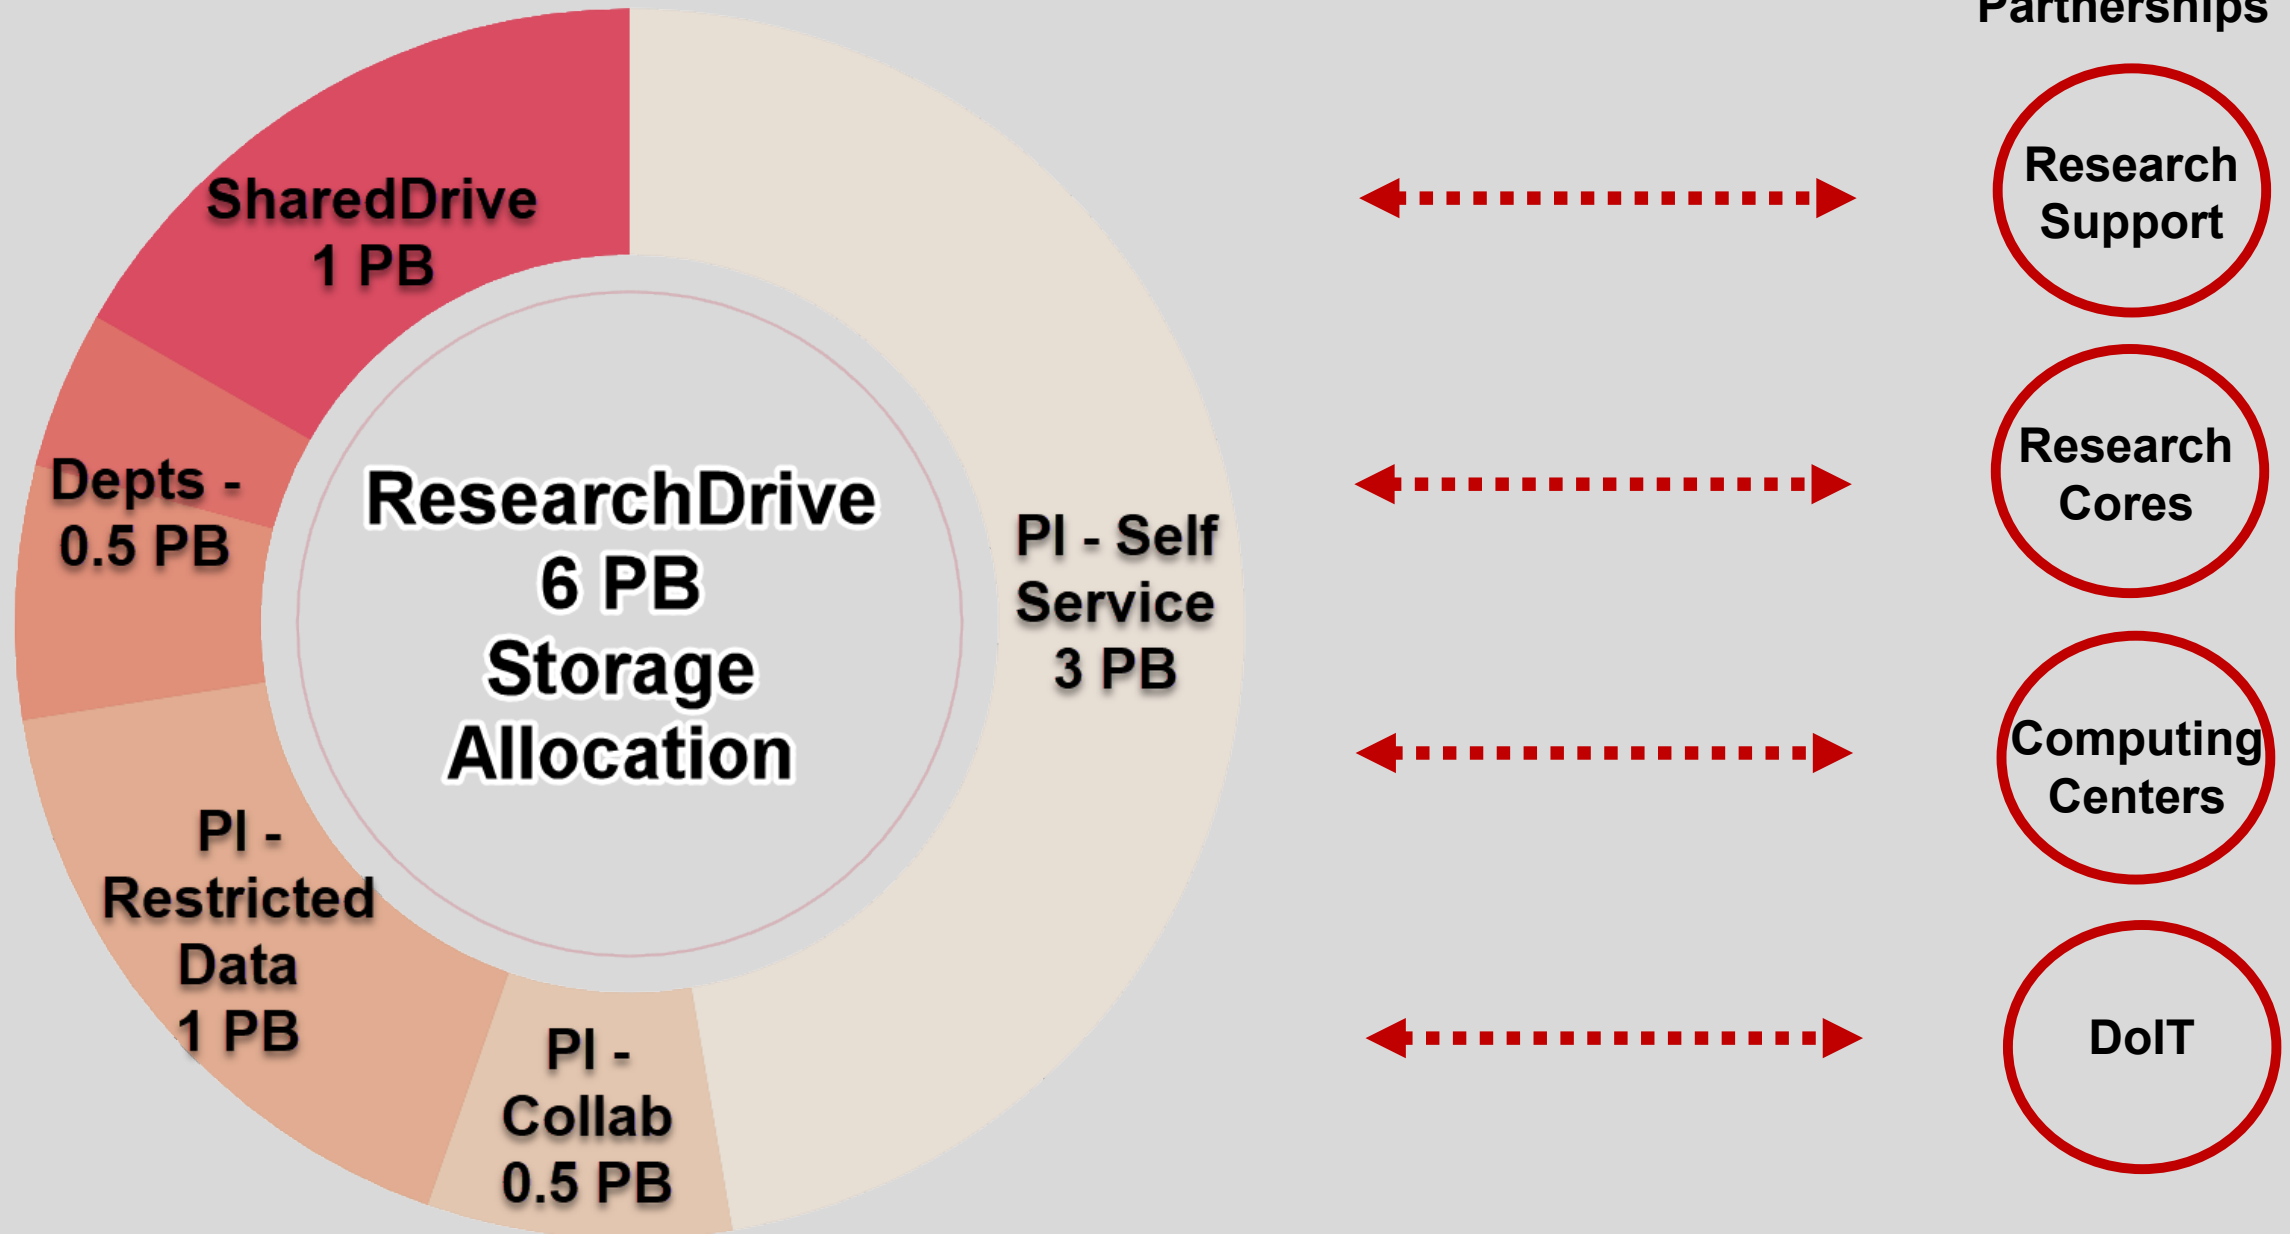 Partnerships
SharedDrive
1 PB
Depts -
0.5 PB
PI -
Restricted
Data
1 PB
PI -
Collab
0.5 PB
ResearchDrive
6 PB
Storage
Allocation
PI - Self
Service
3 PB
Research
Support
Research
Cores
Computing
Centers
DoIT